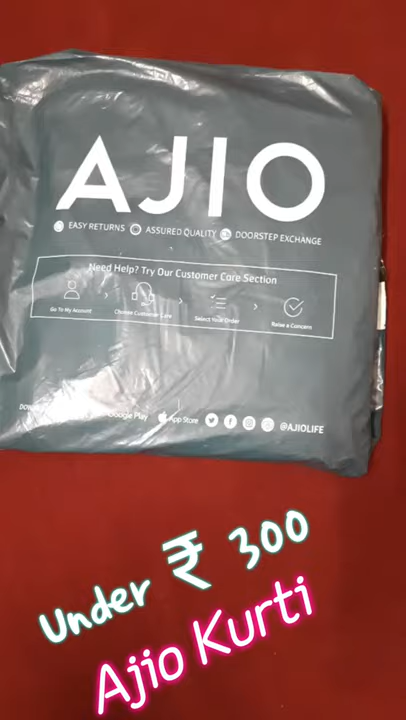 AJIO
EASY RETURNS ASSURED QUALITY DOORSTEP EXCHANGE
Need Help? Try Our Customer Care Section
Go To My Account
Choose Customer Care
Select Your Order
Raise a Concern
Google Play App Store @AJIOLIFE
Under ₹ 300
Ajio Kurti